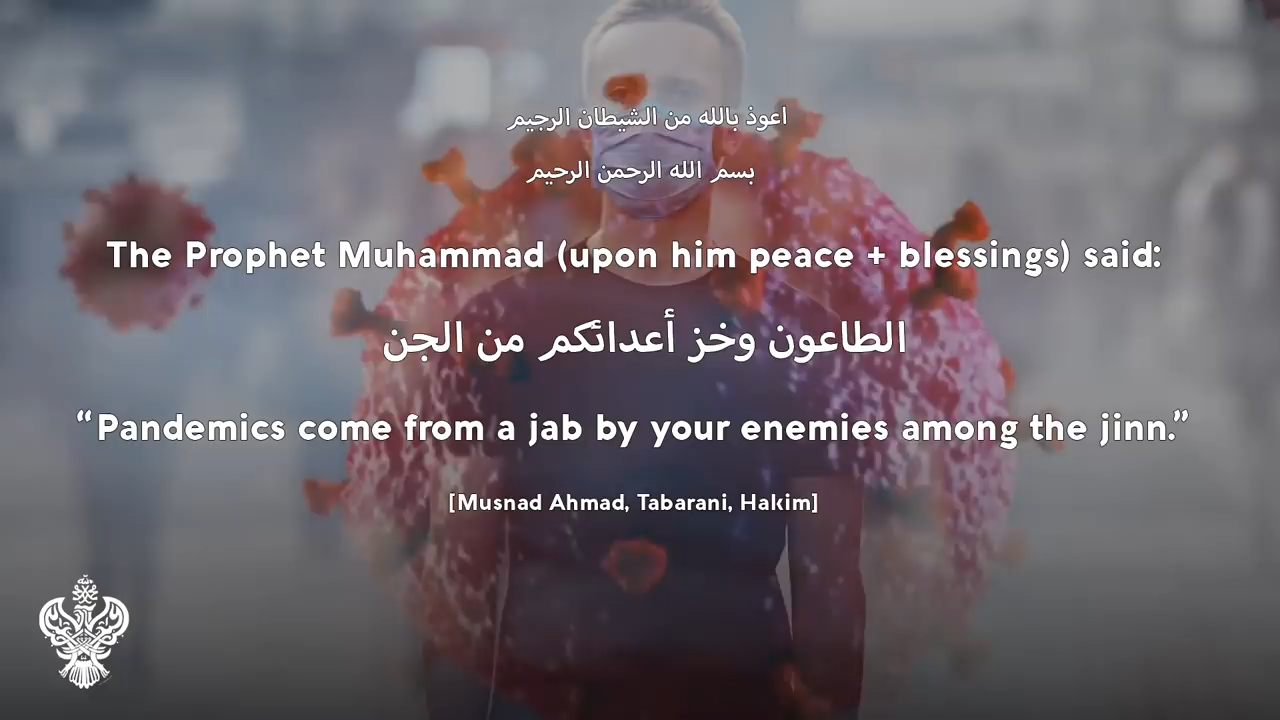 اعوذ بالله من الشيطان الرجيم
بسم الله الرحمن الرحيم
The Prophet Muhammad (upon him peace + blessings) said:
الطاعون وخز أعدائكم من الجن
“Pandemics come from a jab by your enemies among the jinn.”
[Musnad Ahmad, Tabarani, Hakim]